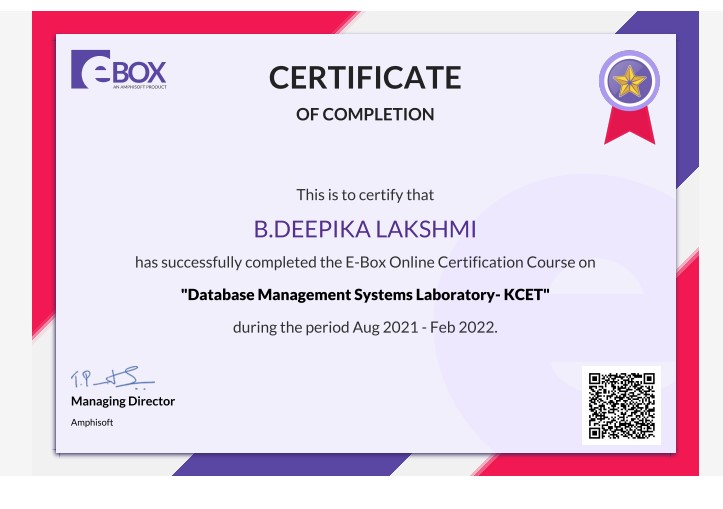 eBOX
AN AMPHISOFT PRODUCT
CERTIFICATE
OF COMPLETION
This is to certify that
B.DEEPIKA LAKSHMI
has successfully completed the E-Box Online Certification Course on
"Database Management Systems Laboratory- KCET"
during the period Aug 2021 - Feb 2022.
Managing Director
Amphisoft